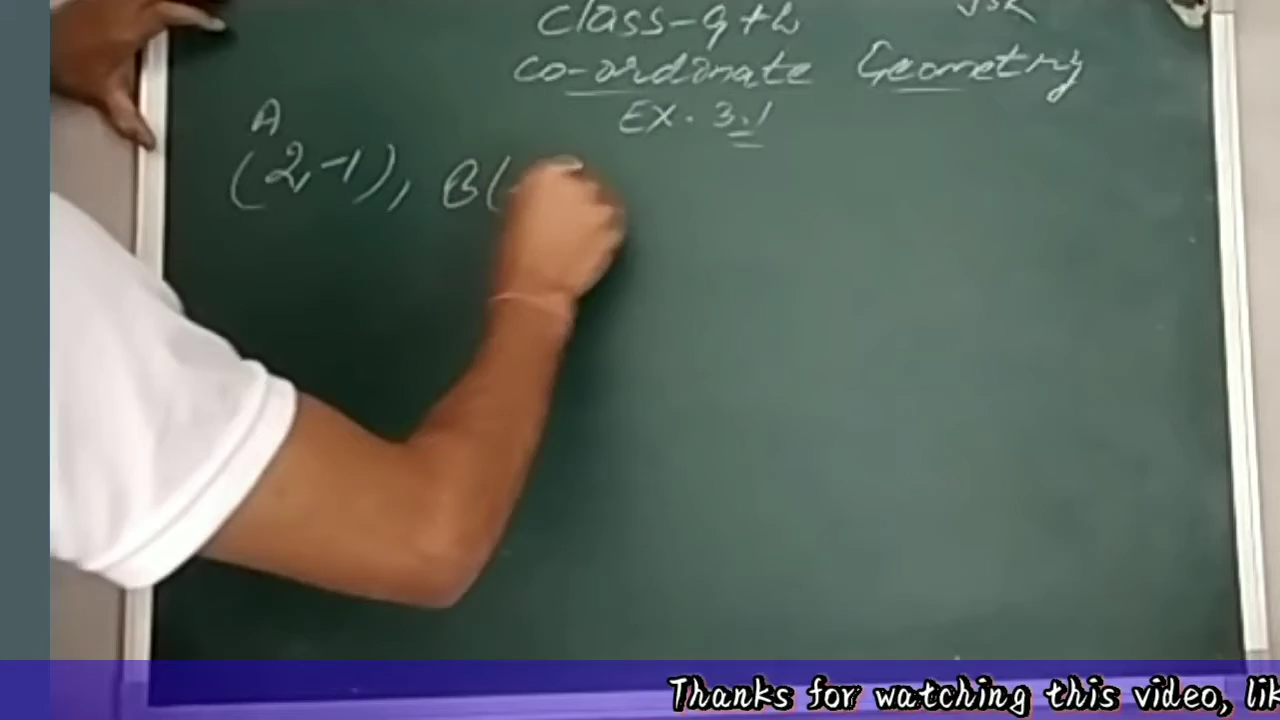 class-9th
co-ordinate Geometry
EX. 3.1
A
(2,-1), B(
Thanks for watching this video, lik